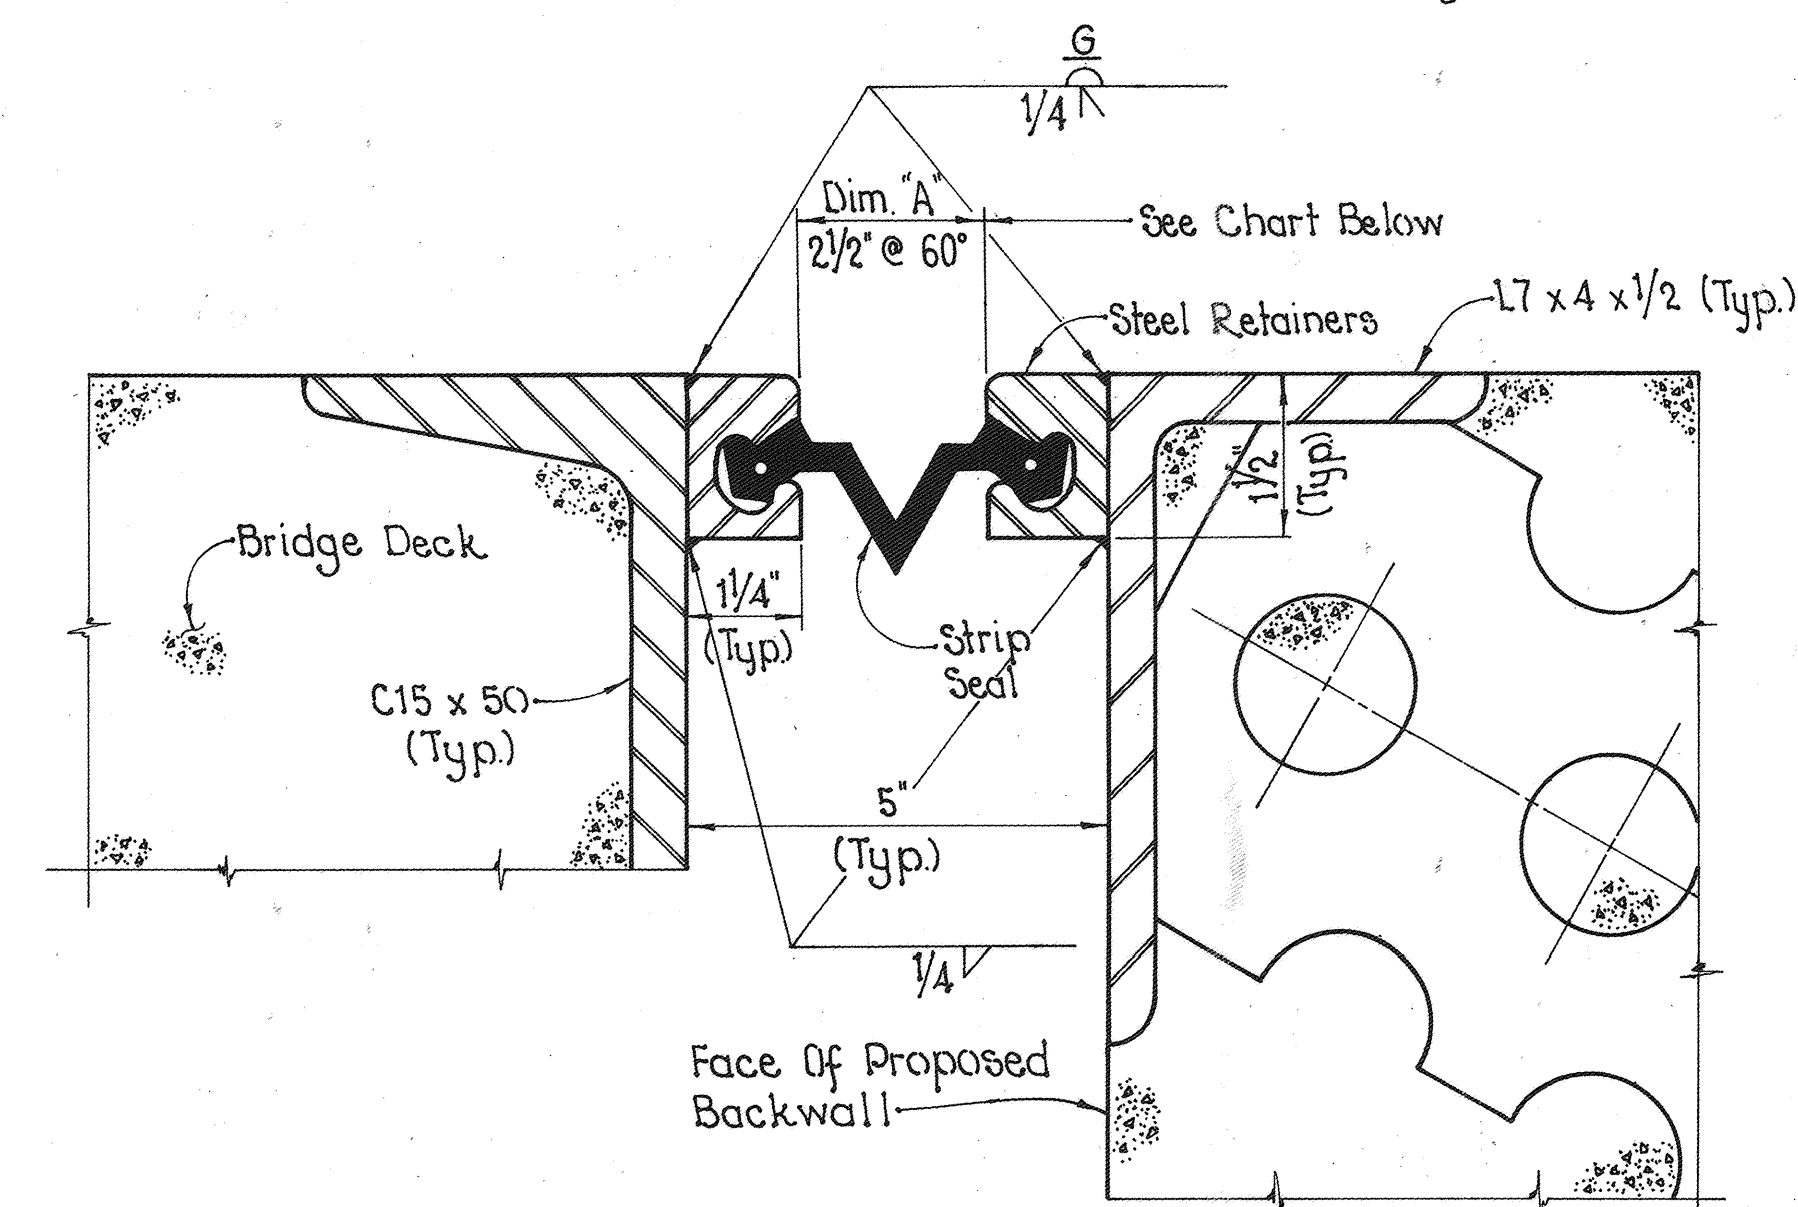 G
1/4
Dim. "A"
2 1/2" @ 60°
See Chart Below
Steel Retainers
L7 x 4 x 1/2 (Typ.)
1 1/2"
(Typ)
Bridge Deck
1 1/4"
(Typ.)
Strip
Seal
C15 x 50
(Typ.)
5"
(Typ.)
1/4
Face Of Proposed
Backwall